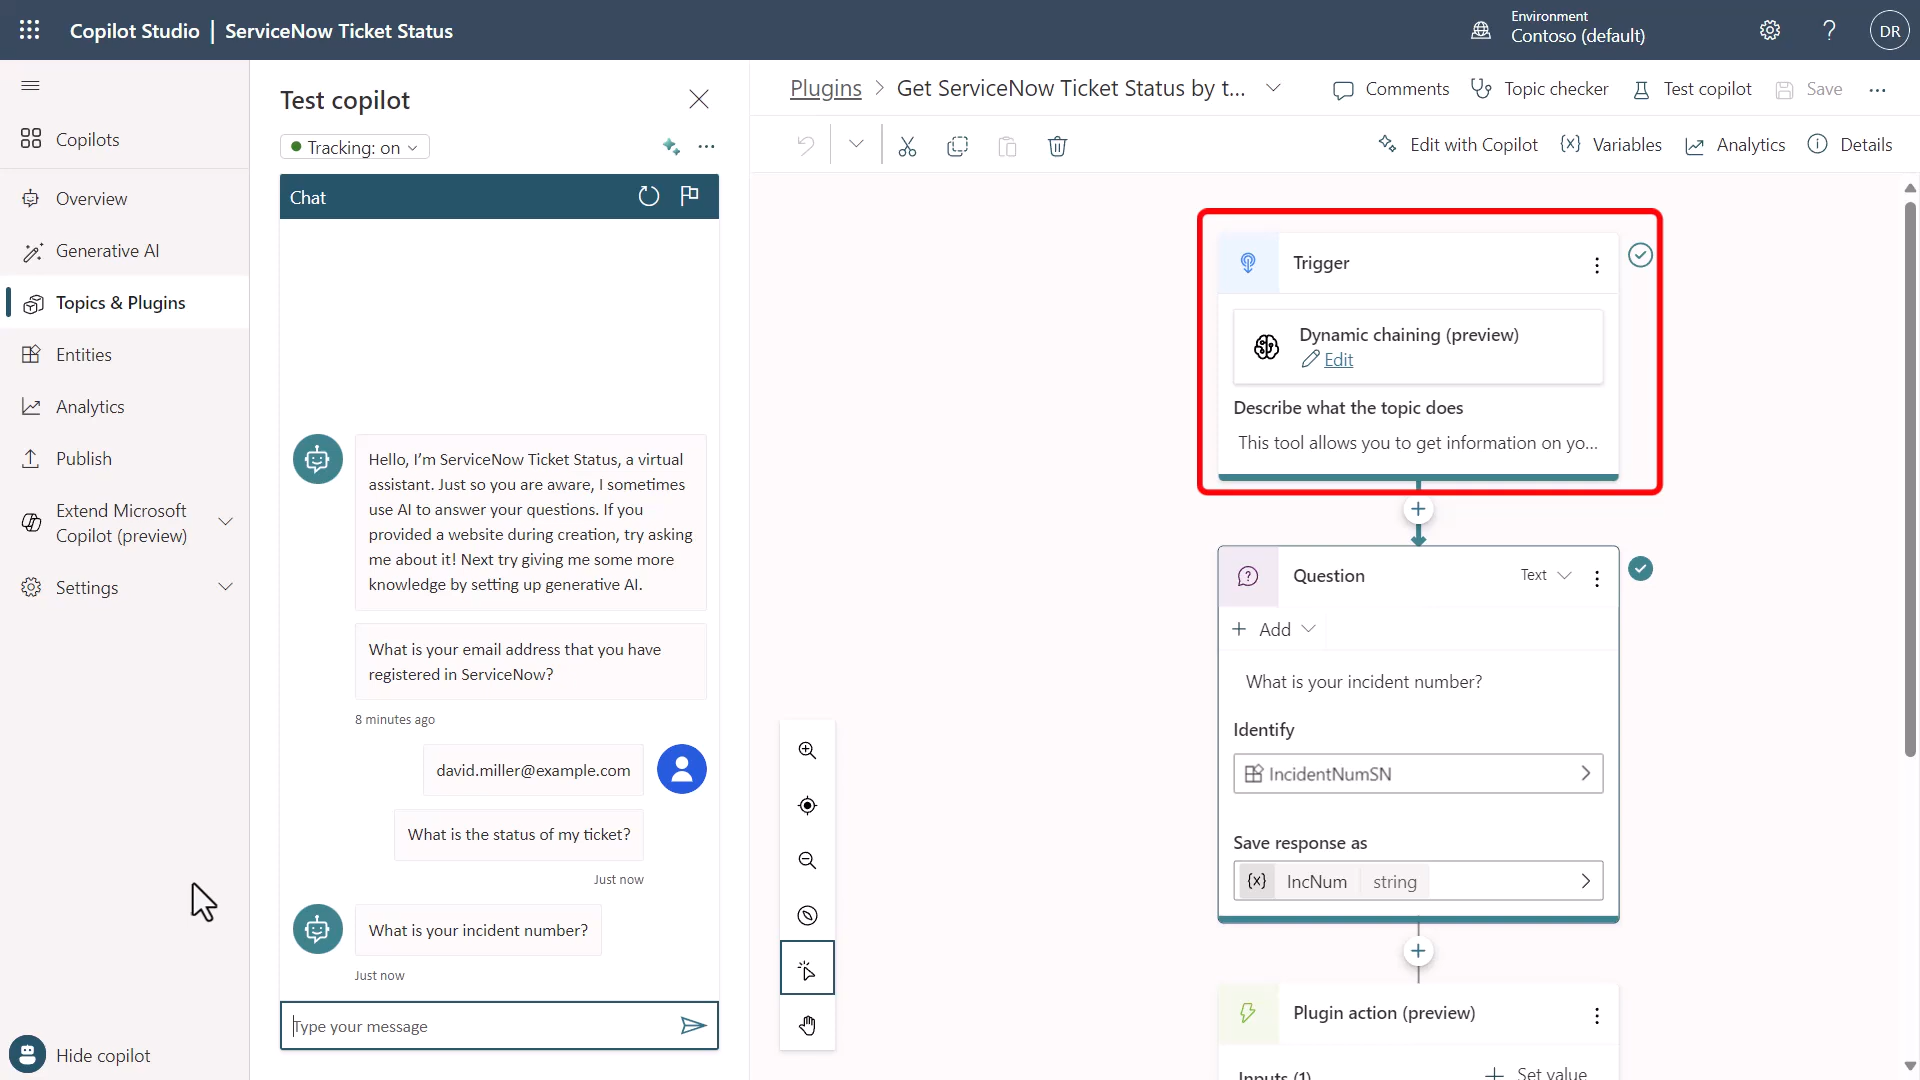 Copilot Studio | ServiceNow Ticket Status
Environment
Contoso (default)
DR
Copilots
Overview
Generative AI
Topics & Plugins
Entities
Analytics
Publish
Extend Microsoft
Copilot (preview)
Settings
Hide copilot
Test copilot
Tracking: on
Chat
Hello, I'm ServiceNow Ticket Status, a virtual
assistant. Just so you are aware, I sometimes
use AI to answer your questions. If you
provided a website during creation, try asking
me about it! Next try giving me some more
knowledge by setting up generative AI.
What is your email address that you have
registered in ServiceNow?
8 minutes ago
david.miller@example.com
What is the status of my ticket?
Just now
What is your incident number?
Just now
Type your message
Plugins > Get ServiceNow Ticket Status by t...
Comments
Topic checker
Test copilot
Save
Edit with Copilot
{x} Variables
Analytics
Details
Trigger
Dynamic chaining (preview)
Edit
Describe what the topic does
This tool allows you to get information on yo...
Question
Text
+ Add
What is your incident number?
Identify
IncidentNumSN
Save response as
{x} IncNum string
Plugin action (preview)
Inputs (1)
+ Set value